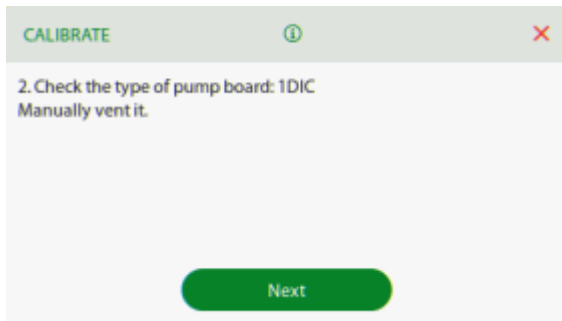 CALIBRATE
2. Check the type of pump board: 1DIC
Manually vent it.
Next